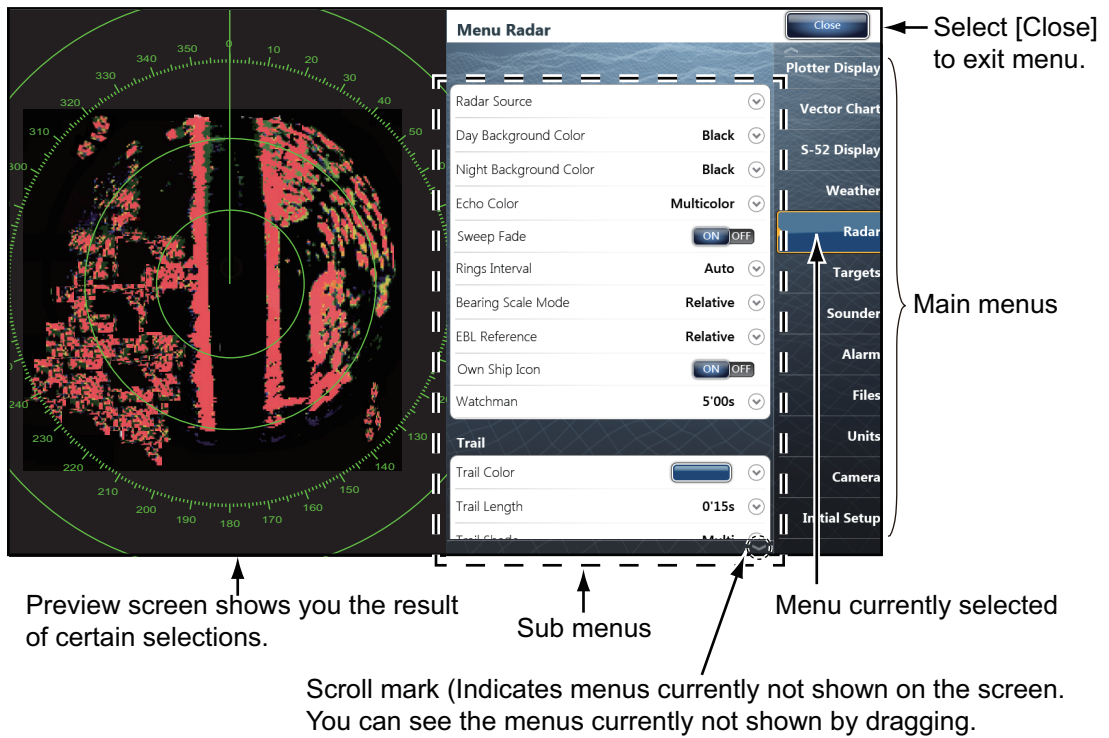 Menu Radar
Close
Select [Close]
to exit menu.
Radar Source
Day Background Color Black
Night Background Color Black
Echo Color Multicolor
Sweep Fade ON OFF
Rings Interval Auto
Bearing Scale Mode Relative
EBL Reference Relative
Own Ship Icon ON OFF
Watchman 5'00s
Trail
Trail Color
Trail Length 0'15s
Trail Shade Multi
Plotter Display
Vector Chart
S-52 Display
Weather
Radar
Targets
Sounder
Alarm
Files
Units
Camera
Initial Setup
Main menus
0
10
20
30
40
50
130
140
150
160
170
180
190
200
210
220
230
240
300
310
320
330
340
350
Preview screen shows you the result
of certain selections.
Sub menus
Menu currently selected
Scroll mark (Indicates menus currently not shown on the screen.
You can see the menus currently not shown by dragging.